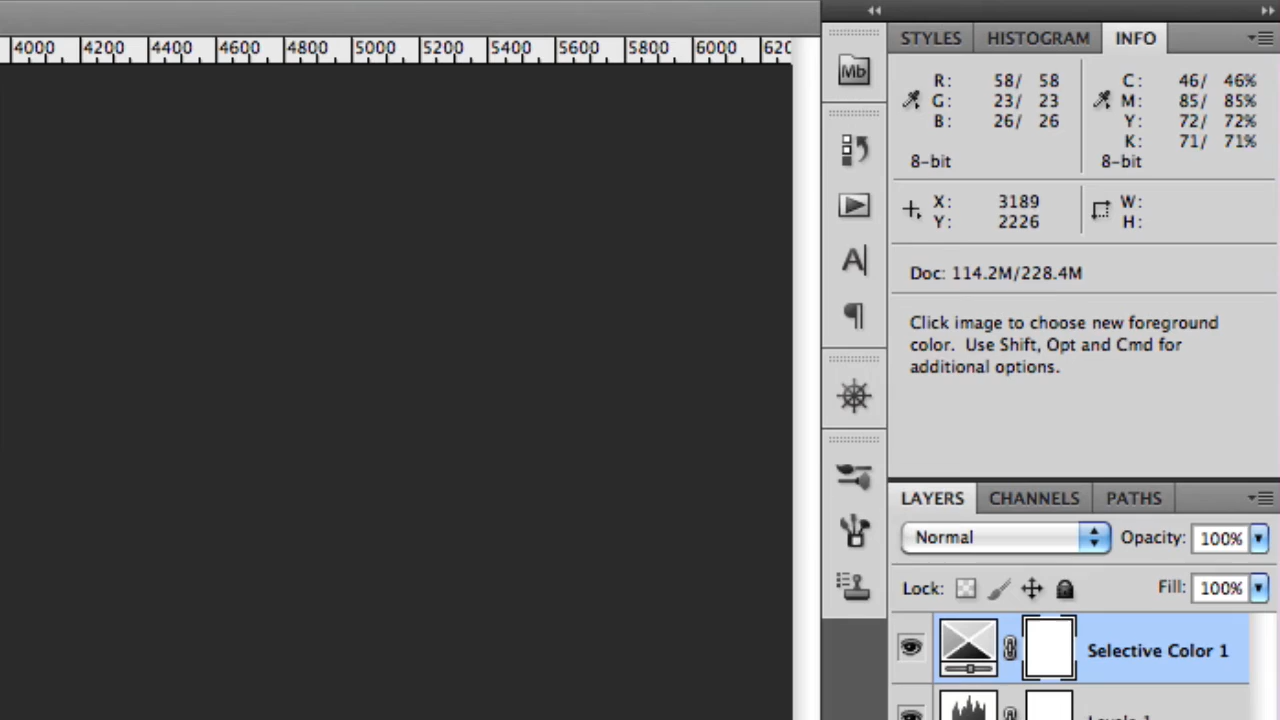 4000 4200 4400 4600 4800 5000 5200 5400 5600 5800 6000 620
Mb
STYLES HISTOGRAM INFO
R: 58/ 58 C: 46/ 46%
G: 23/ 23 M: 85/ 85%
B: 26/ 26 Y: 72/ 72%
K: 71/ 71%
8-bit 8-bit
X: 3189 W:
Y: 2226 H:
Doc: 114.2M/228.4M
Click image to choose new foreground
color. Use Shift, Opt and Cmd for
additional options.
LAYERS CHANNELS PATHS
Normal Opacity: 100%
Lock: Fill: 100%
Selective Color 1
Levels 1